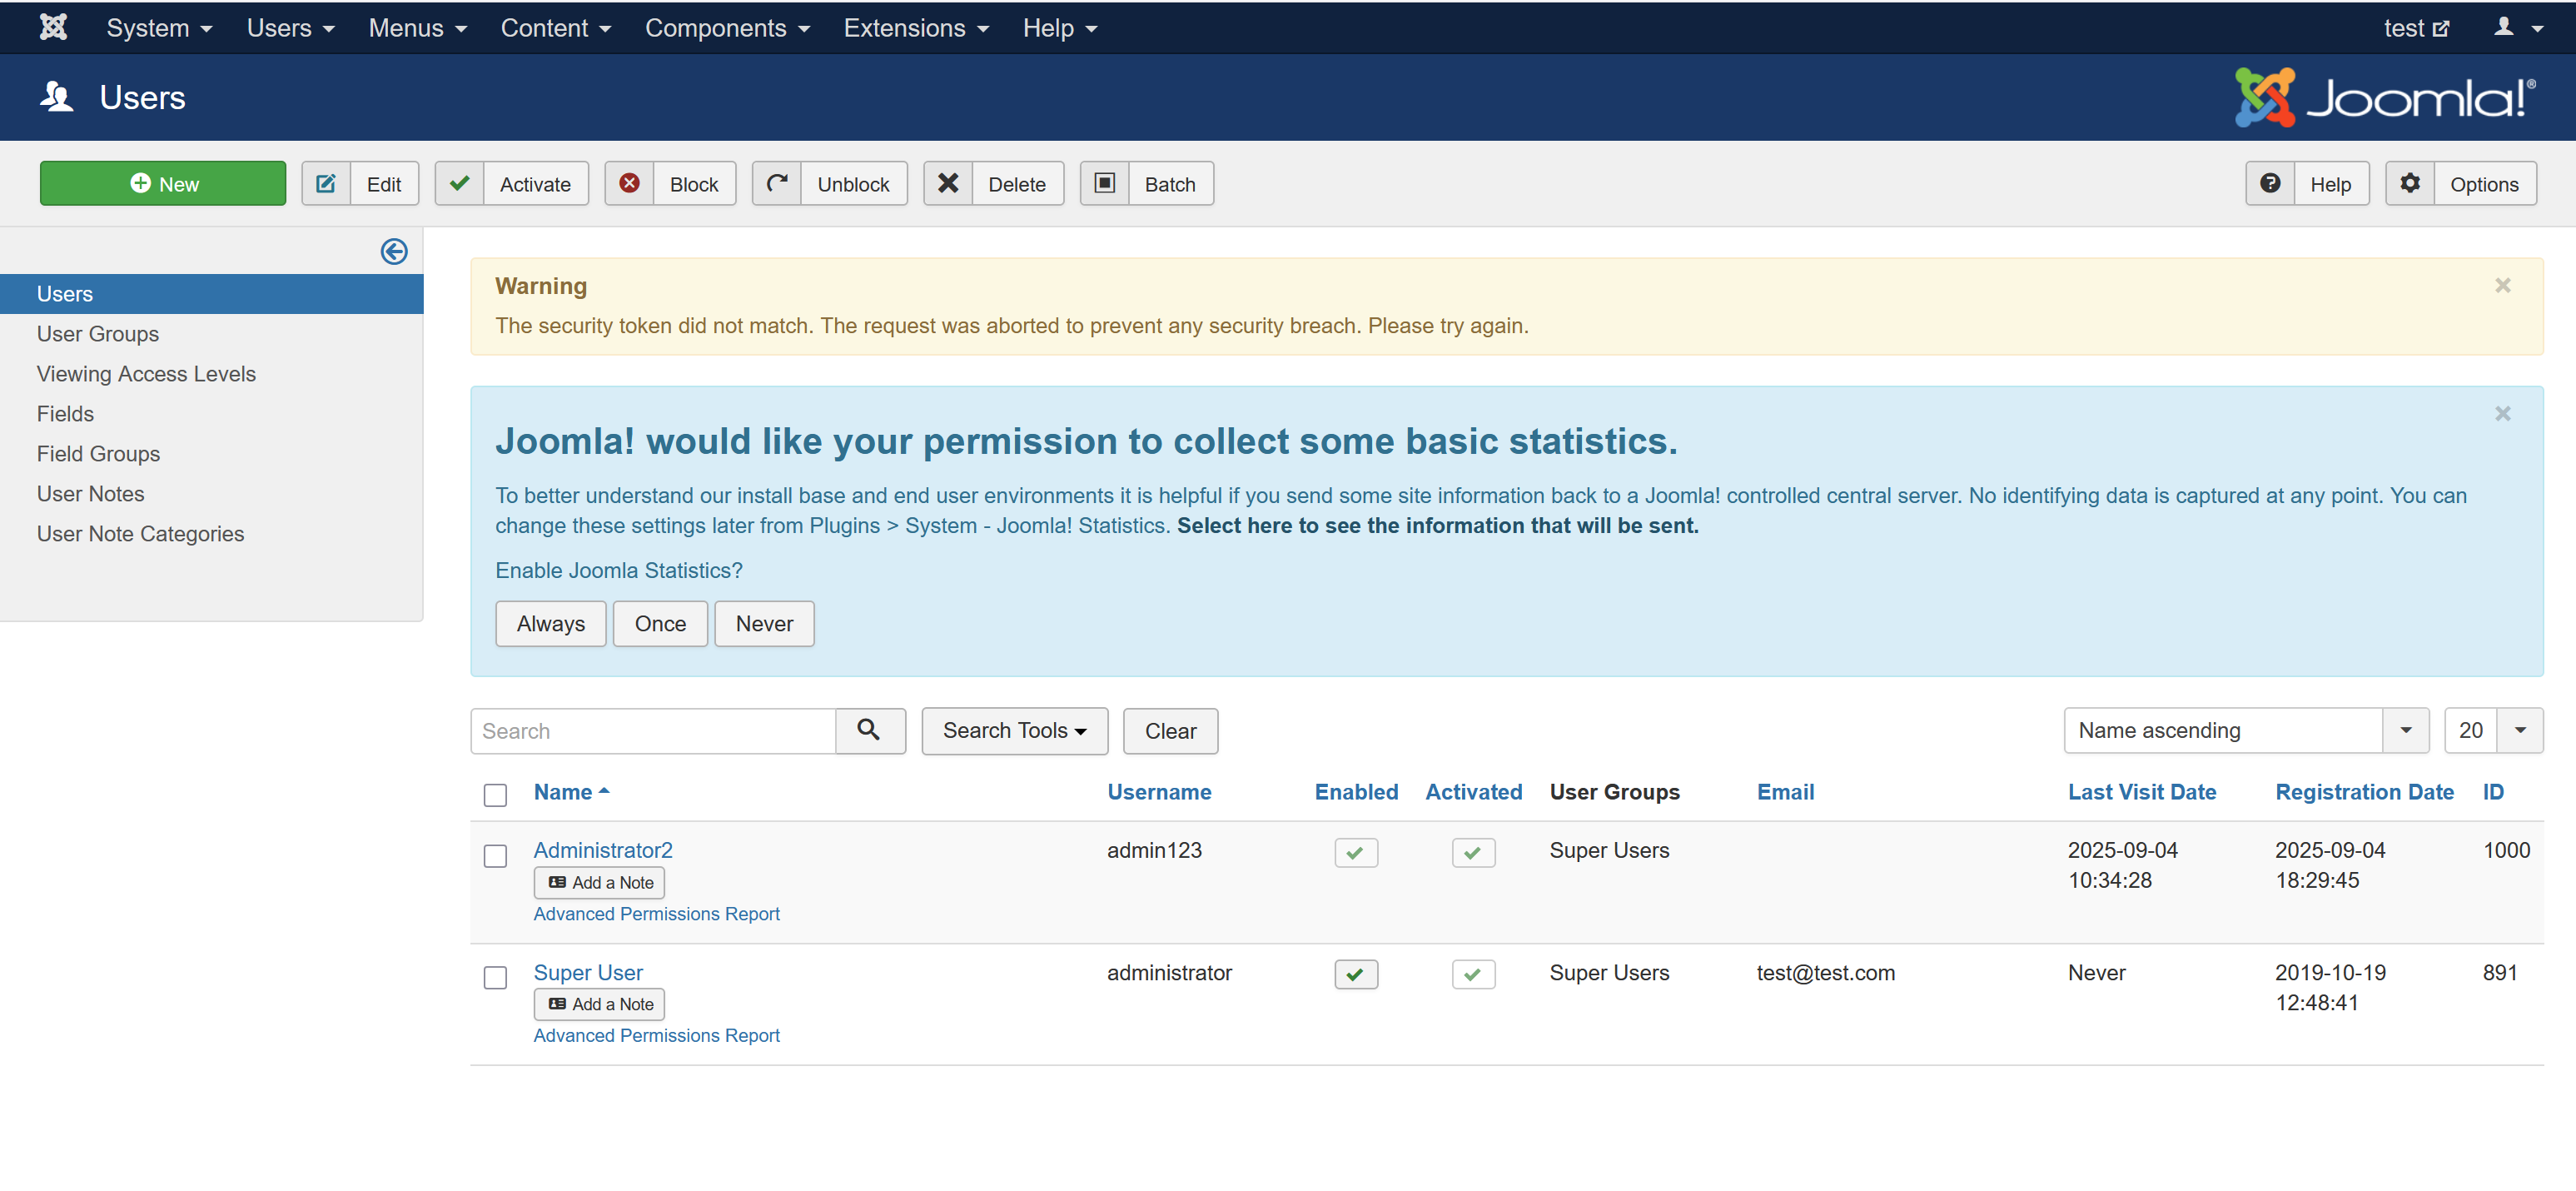 System Users Menus Content Components Extensions Help test
Users Joomla!®
New Edit Activate Block Unblock Delete Batch Help Options
Users
User Groups
Viewing Access Levels
Fields
Field Groups
User Notes
User Note Categories
Warning
The security token did not match. The request was aborted to prevent any security breach. Please try again.
Joomla! would like your permission to collect some basic statistics.
To better understand our install base and end user environments it is helpful if you send some site information back to a Joomla! controlled central server. No identifying data is captured at any point. You can
change these settings later from Plugins > System - Joomla! Statistics. Select here to see the information that will be sent.
Enable Joomla Statistics?
Always Once Never
Search Search Tools Clear Name ascending 20
Name Username Enabled Activated User Groups Email Last Visit Date Registration Date ID
Administrator2 admin123 Super Users 2025-09-04 2025-09-04 1000
10:34:28 18:29:45
Add a Note
Advanced Permissions Report
Super User administrator Super Users test@test.com Never 2019-10-19 891
12:48:41
Add a Note
Advanced Permissions Report